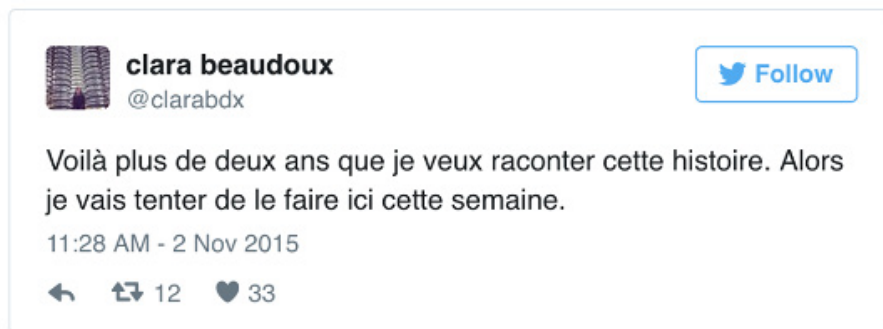 clara beaudoux
@clarabdx
Follow
Voilà plus de deux ans que je veux raconter cette histoire. Alors
je vais tenter de le faire ici cette semaine.
11:28 AM - 2 Nov 2015
12 33